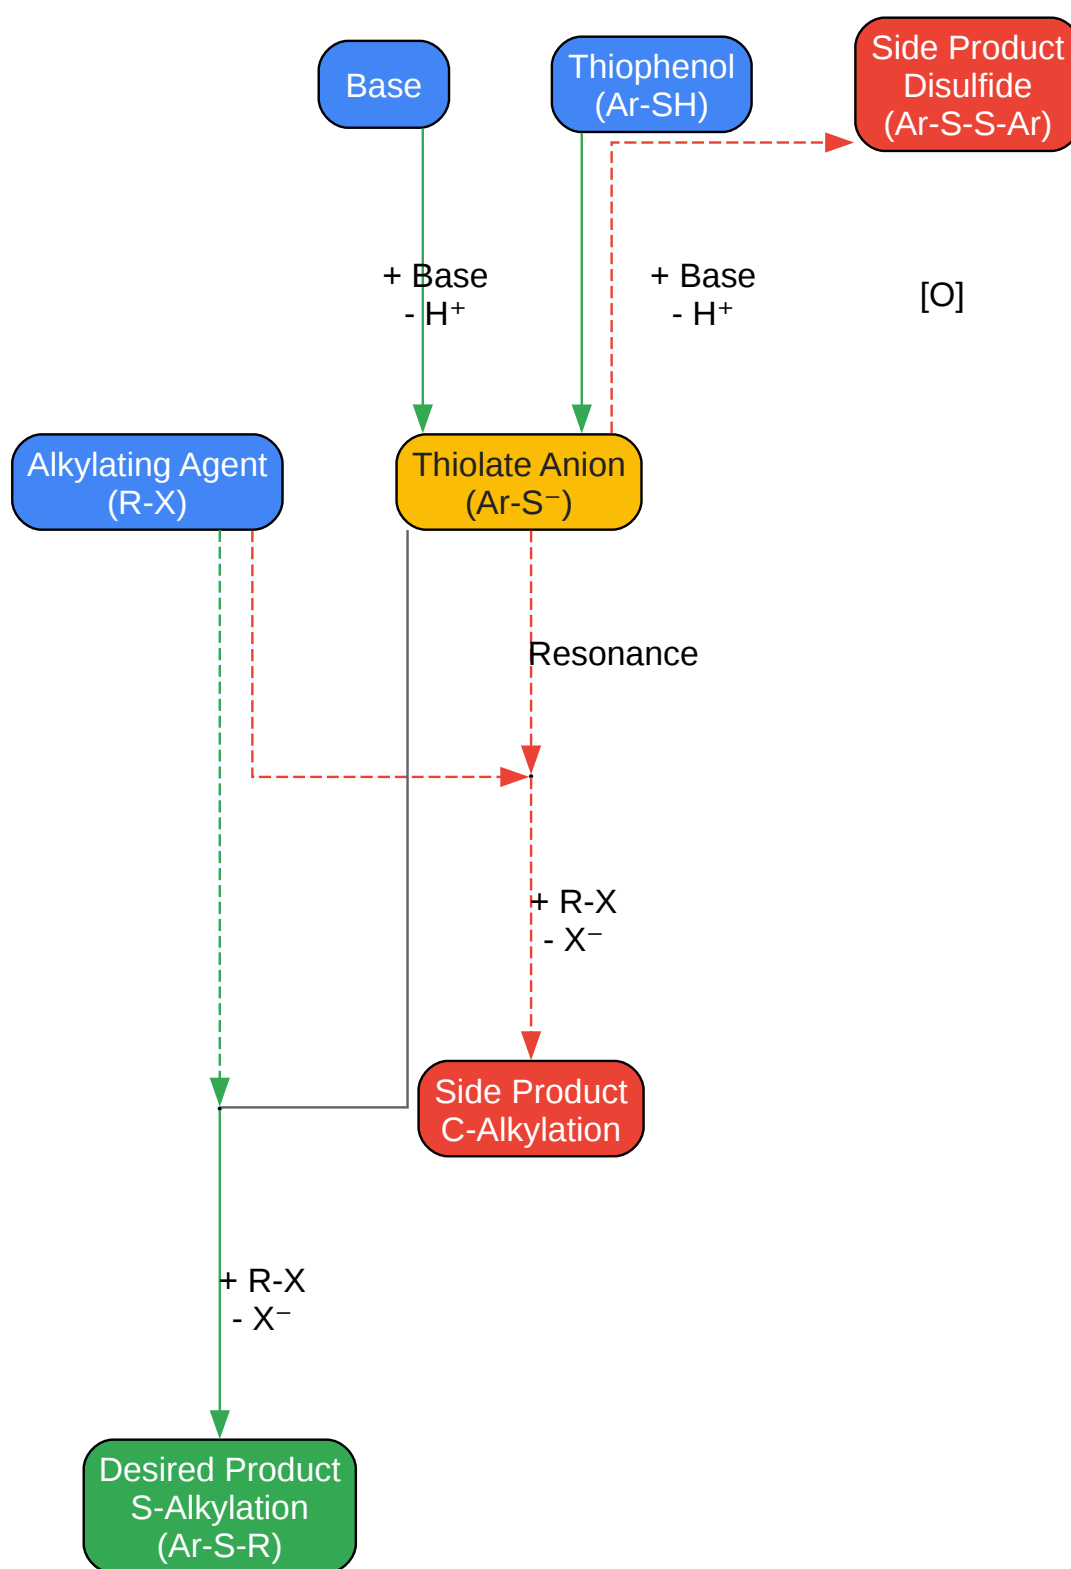 Base
Thiophenol
(Ar-SH)
Side Product
Disulfide
(Ar-S-S-Ar)
+ Base
- H⁺
+ Base
- H⁺
[O]
Alkylating Agent
(R-X)
Thiolate Anion
(Ar-S⁻)
Resonance
+ R-X
- X⁻
Side Product
C-Alkylation
+ R-X
- X⁻
Desired Product
S-Alkylation
(Ar-S-R)